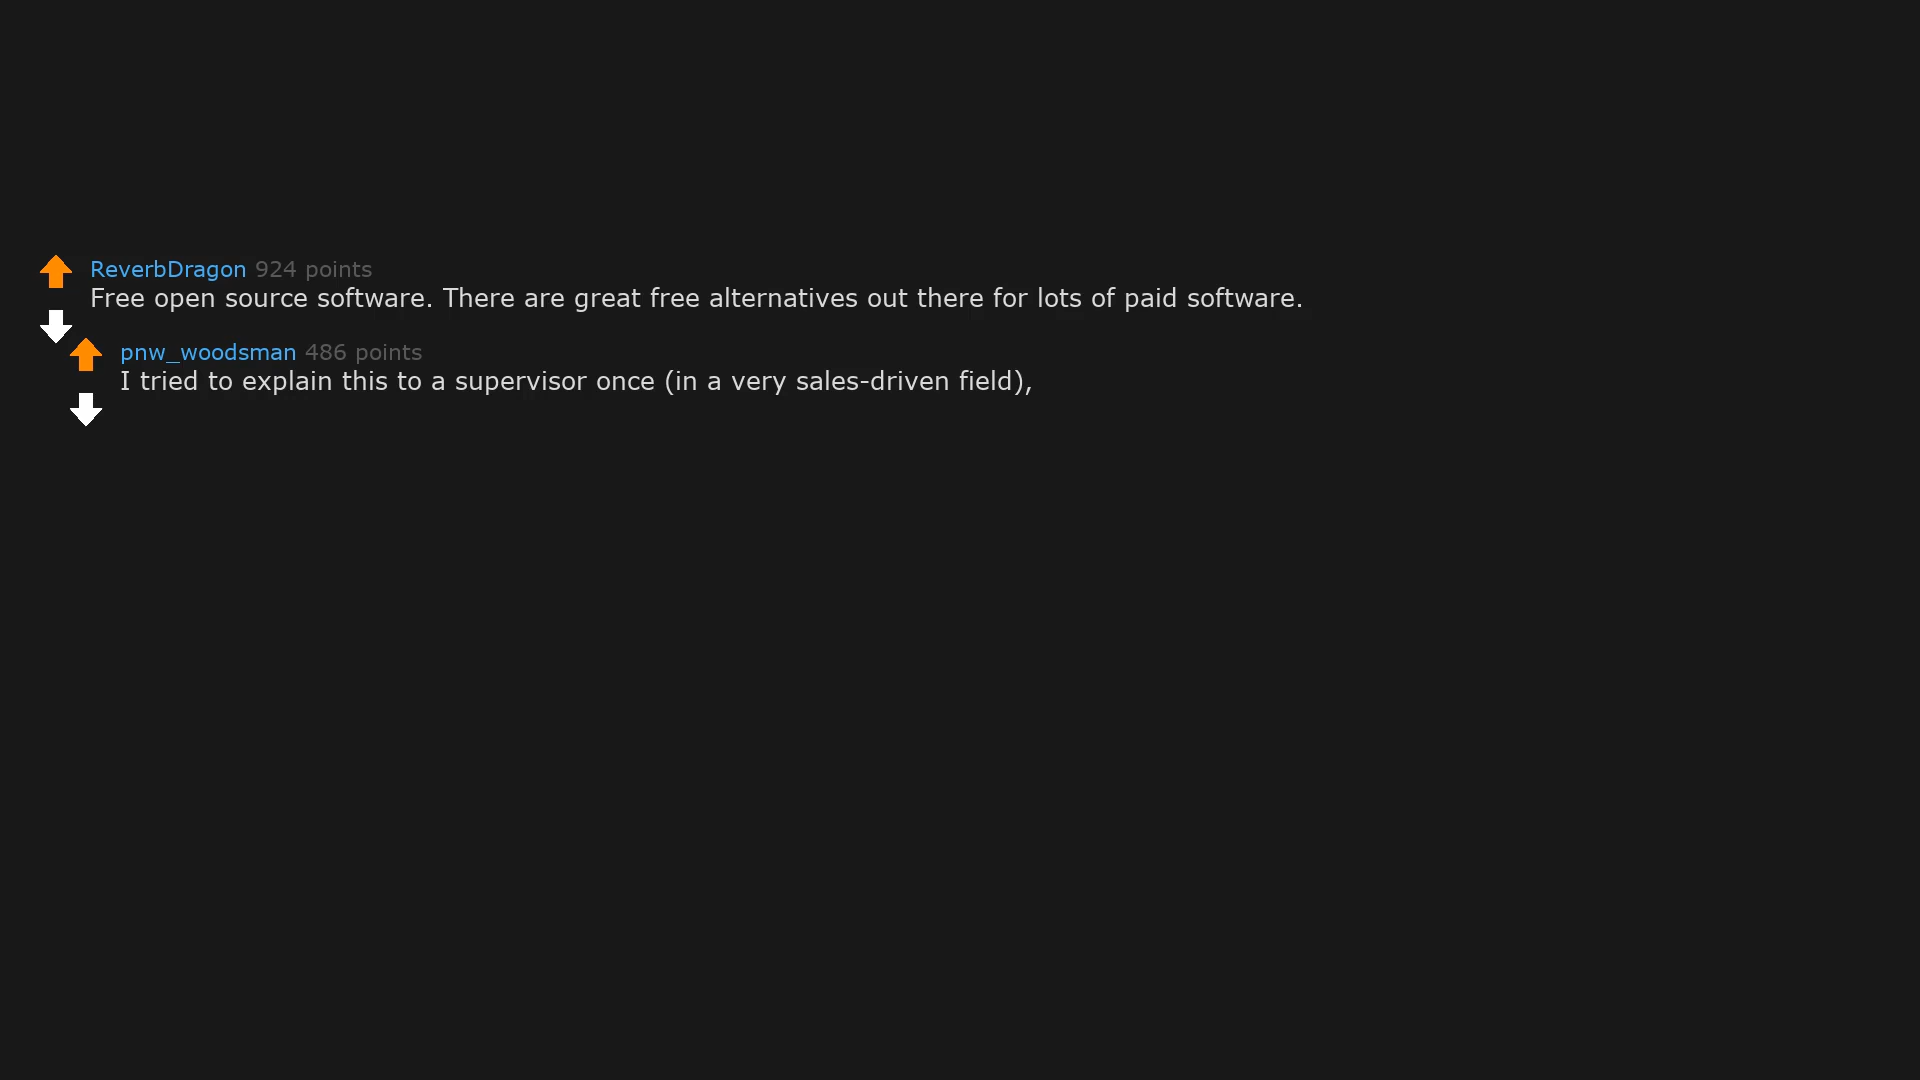 ReverbDragon 924 points
Free open source software. There are great free alternatives out there for lots of paid software.
pnw_woodsman 486 points
I tried to explain this to a supervisor once (in a very sales-driven field),